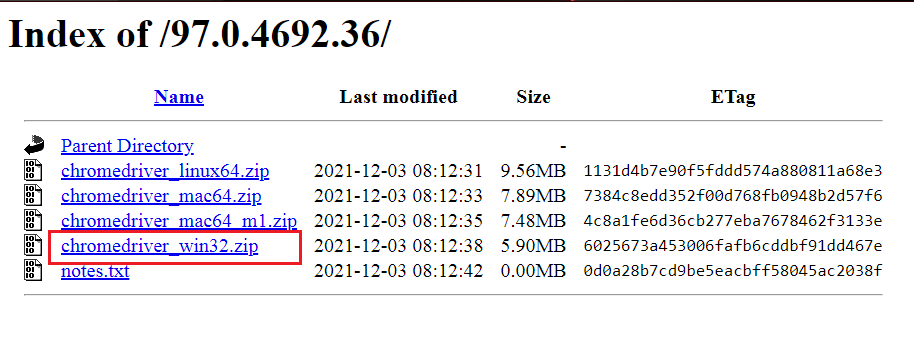 Index of /97.0.4692.36/
Name Last modified Size ETag
Parent Directory -
chromedriver_linux64.zip 2021-12-03 08:12:31 9.56MB 1131d4b7e90f5fddd574a880811a68e3
chromedriver_mac64.zip 2021-12-03 08:12:33 7.89MB 7384c8edd352f00d768fb0948b2d57f6
chromedriver_mac64_m1.zip 2021-12-03 08:12:35 7.48MB 4c8a1fe6d36cb277eba7678462f3133e
chromedriver_win32.zip 2021-12-03 08:12:38 5.90MB 6025673a453006fafb6cddbf91dd467e
notes.txt 2021-12-03 08:12:42 0.00MB 0d0a28b7cd9be5eacbff58045ac2038f